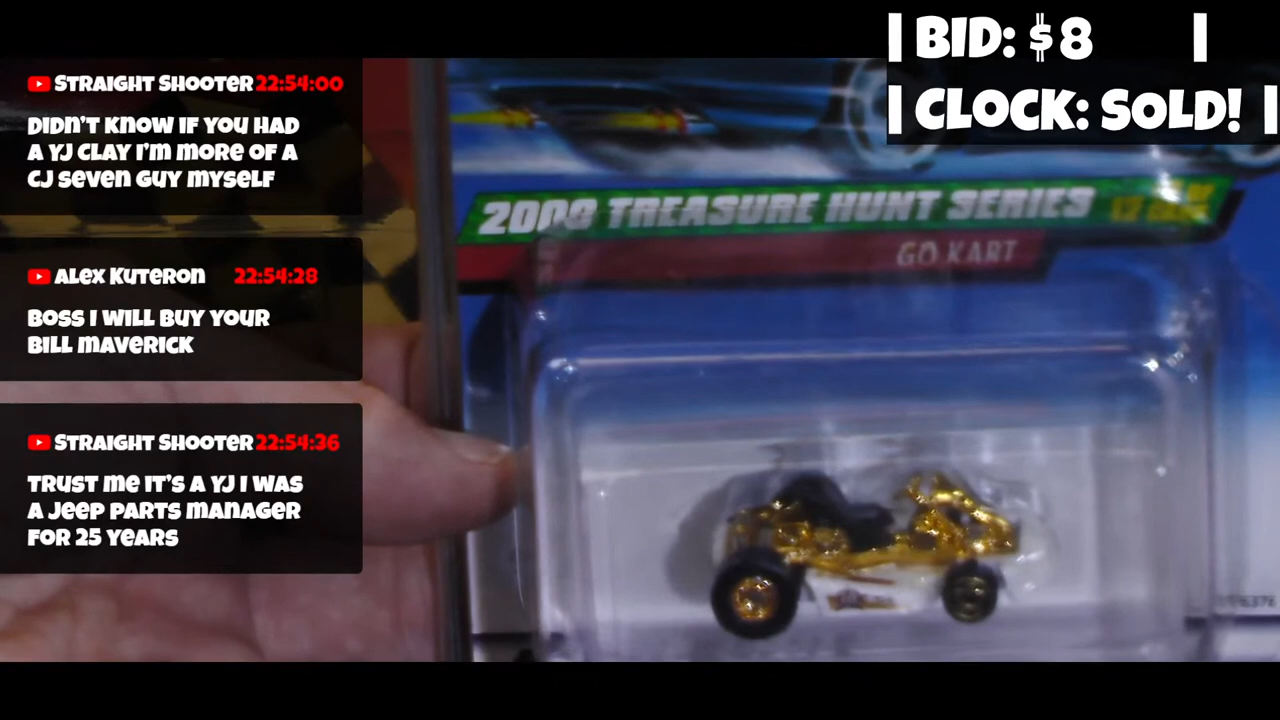 | BID: $8 |
| CLOCK: SOLD! |
STRAIGHT SHOOTER 22:54:00
DIDN'T KNOW IF YOU HAD
A YJ CLAY I'M MORE OF A
CJ SEVEN GUY MYSELF
ALEX KUTERON 22:54:28
BOSS I WILL BUY YOUR
BILL MAVERICK
STRAIGHT SHOOTER 22:54:36
TRUST ME IT'S A YJ I WAS
A JEEP PARTS MANAGER
FOR 25 YEARS
2000 TREASURE HUNT SERIES
GO KART